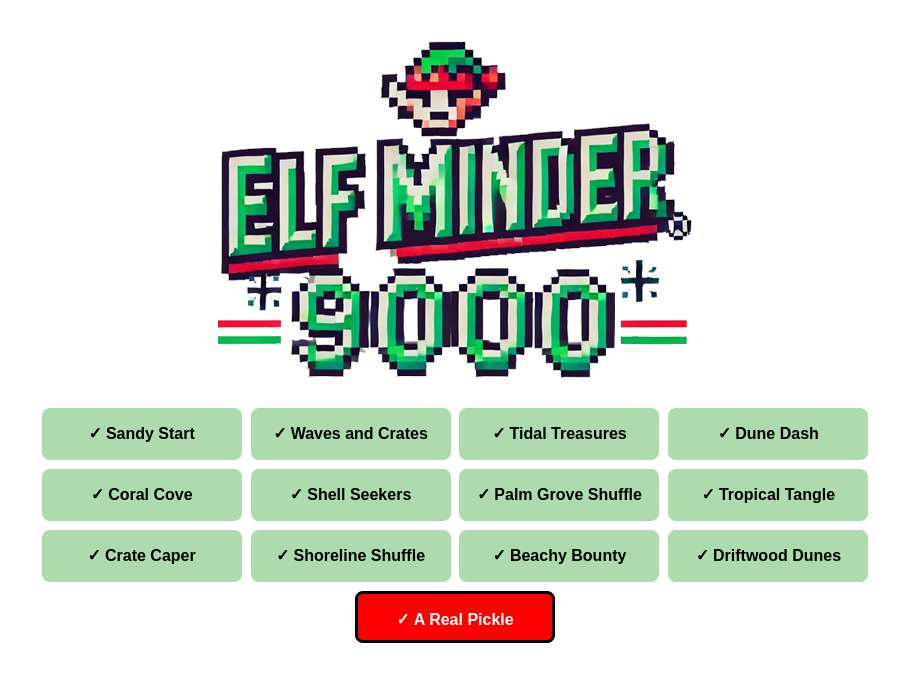 ELF MINDER
9000
✓ Sandy Start ✓ Waves and Crates ✓ Tidal Treasures ✓ Dune Dash
✓ Coral Cove ✓ Shell Seekers ✓ Palm Grove Shuffle ✓ Tropical Tangle
✓ Crate Caper ✓ Shoreline Shuffle ✓ Beachy Bounty ✓ Driftwood Dunes
✓ A Real Pickle